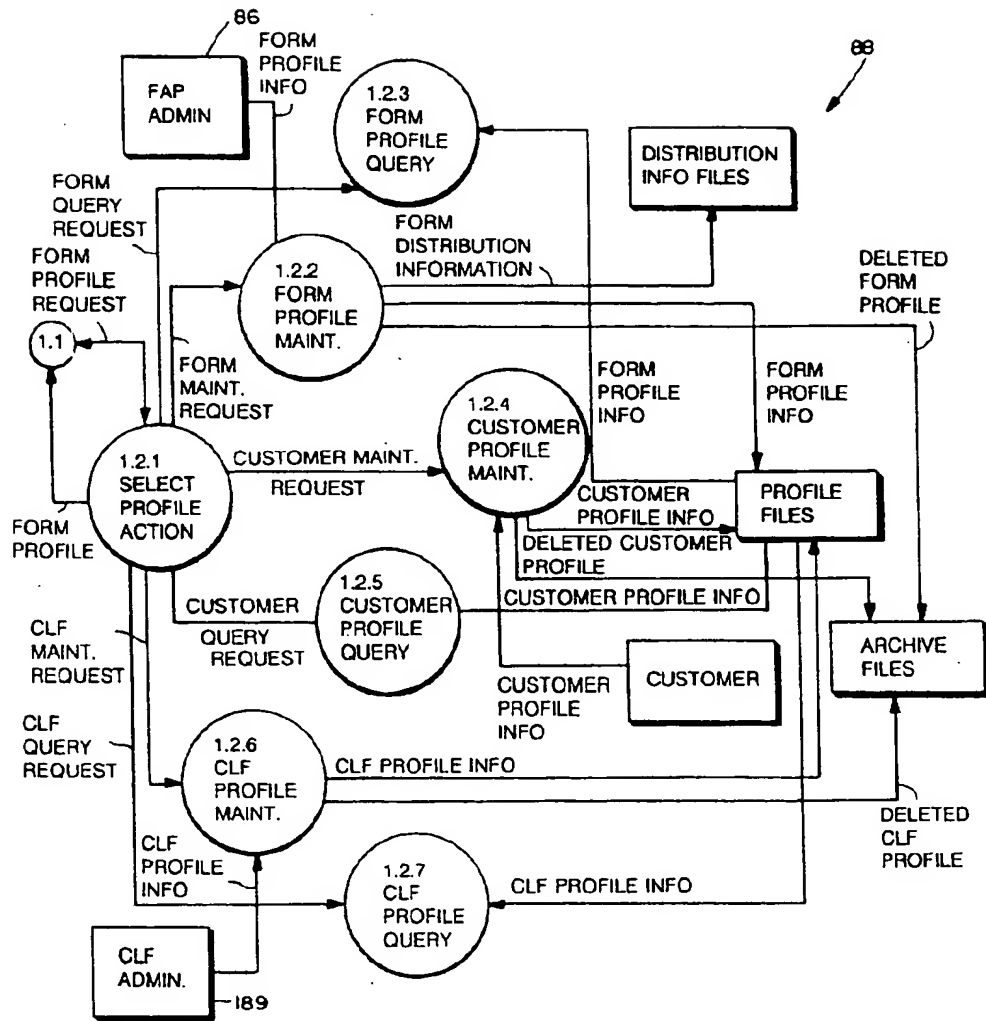 86
FORM
PROFILE
INFO
88
FAP
ADMIN
1.2.3
FORM
PROFILE
QUERY
DISTRIBUTION
INFO FILES
FORM
QUERY
REQUEST
FORM
DISTRIBUTION
INFORMATION
DELETED
FORM
PROFILE
FORM
PROFILE
REQUEST
1.2.2
FORM
PROFILE
MAINT.
1.1
FORM
MAINT.
REQUEST
FORM
PROFILE
INFO
FORM
PROFILE
INFO
1.2.4
CUSTOMER
PROFILE
MAINT.
1.2.1
SELECT
PROFILE
ACTION
CUSTOMER MAINT.
REQUEST
FORM
PROFILE
CUSTOMER
PROFILE INFO
PROFILE
FILES
DELETED CUSTOMER
PROFILE
CUSTOMER PROFILE INFO
CUSTOMER
QUERY
REQUEST
1.2.5
CUSTOMER
PROFILE
QUERY
CLF
MAINT.
REQUEST
ARCHIVE
FILES
CUSTOMER
PROFILE
INFO
CUSTOMER
CLF
QUERY
REQUEST
1.2.6
CLF
PROFILE
MAINT.
CLF PROFILE INFO
DELETED
CLF
PROFILE
CLF
PROFILE
INFO
1.2.7
CLF
PROFILE
QUERY
CLF PROFILE INFO
CLF
ADMIN.
189